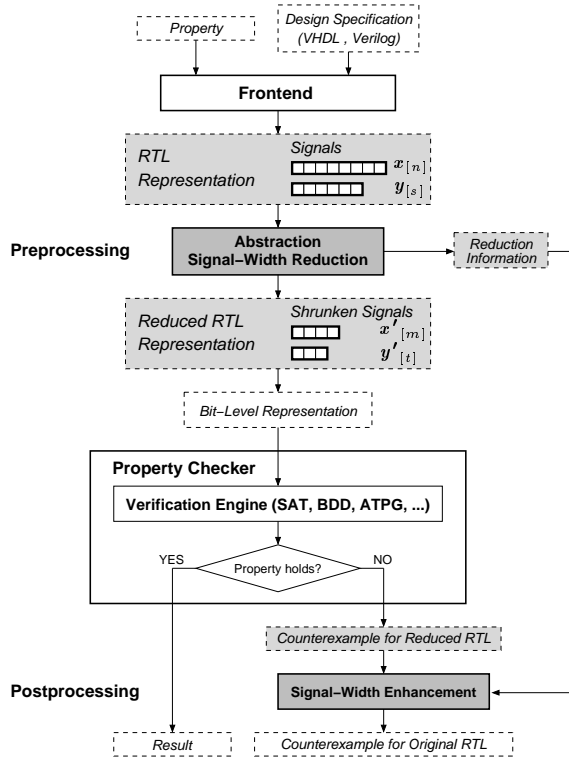 Property
Design Specification
(VHDL , Verilog)
Frontend
RTL
Representation
Signals
x[n]
y[s]
Preprocessing
Abstraction
Signal–Width Reduction
Reduction
Information
Reduced RTL
Representation
Shrunken Signals
x′[m]
y′[t]
Bit–Level Representation
Property Checker
Verification Engine (SAT, BDD, ATPG, ...)
YES
Property holds?
NO
Counterexample for Reduced RTL
Postprocessing
Signal–Width Enhancement
Result
Counterexample for Original RTL